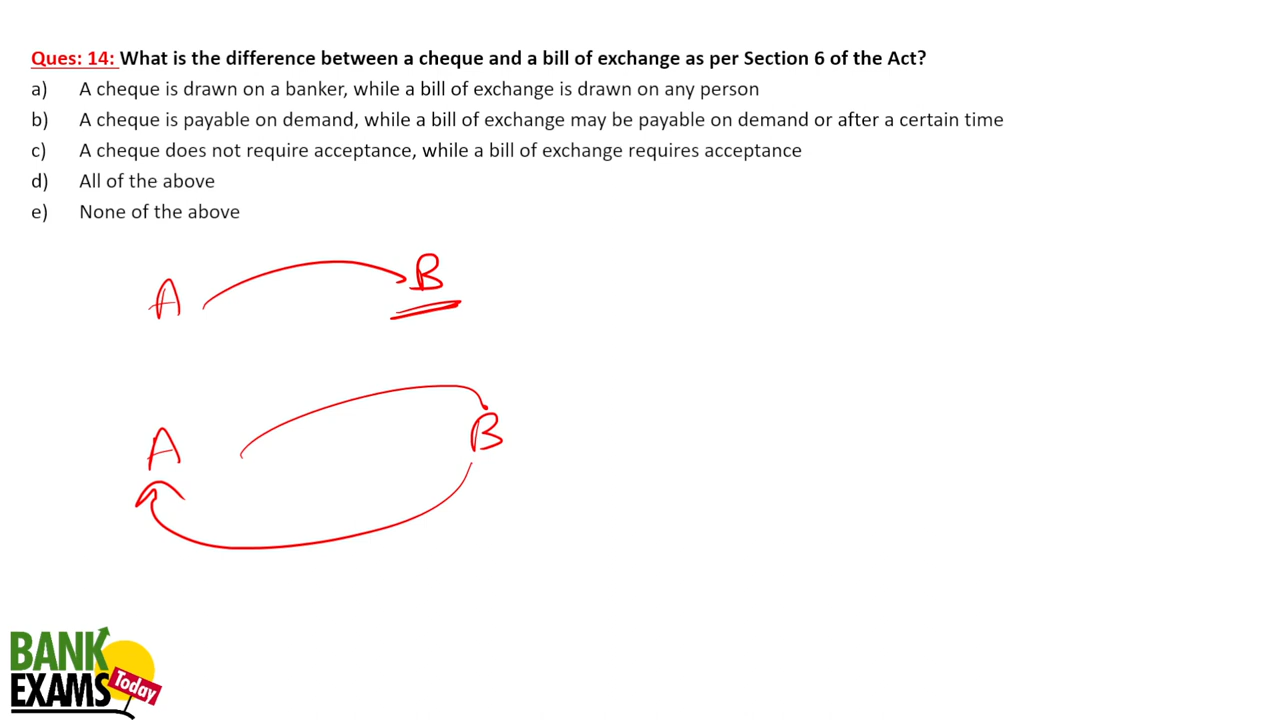 Ques: 14: What is the difference between a cheque and a bill of exchange as per Section 6 of the Act?
a) A cheque is drawn on a banker, while a bill of exchange is drawn on any person
b) A cheque is payable on demand, while a bill of exchange may be payable on demand or after a certain time
c) A cheque does not require acceptance, while a bill of exchange requires acceptance
d) All of the above
e) None of the above
A B
A B
BANK
EXAMS Today